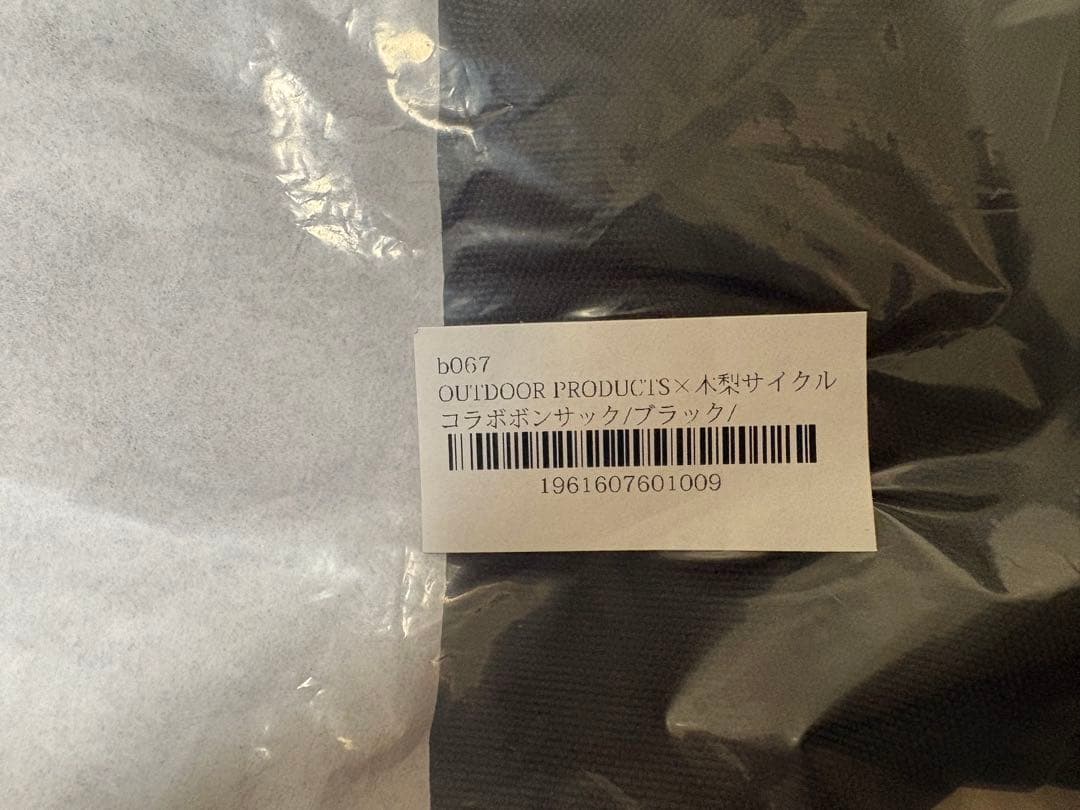 b067
OUTDOOR PRODUCTS×木梨サイクル
コラボボンサック/ブラック/
1961607601009